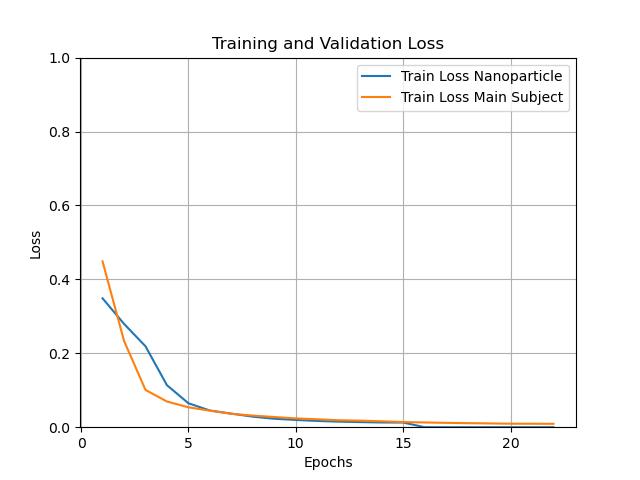 Training and Validation Loss
Train Loss Nanoparticle
Train Loss Main Subject
1.0
0.8
0.6
0.4
0.2
0.0
Loss
0 5 10 15 20
Epochs